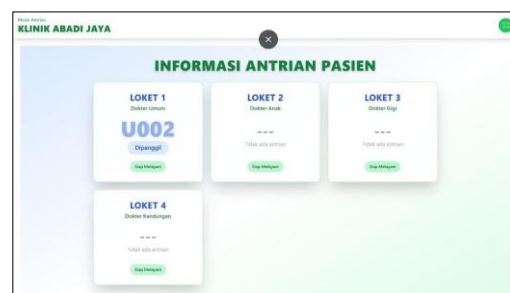 Mode Antrian
KLINIK ABADI JAYA
INFORMASI ANTRIAN PASIEN
LOKET 1
Dokter Umum
U002
Dipanggil
Siap Melayani
LOKET 2
Dokter Anak
---
Tidak ada antrian
Siap Melayani
LOKET 3
Dokter Gigi
---
Tidak ada antrian
Siap Melayani
LOKET 4
Dokter Kandungan
---
Tidak ada antrian
Siap Melayani